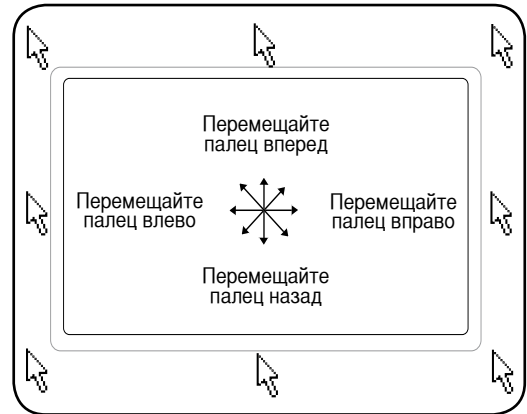 Перемещайте
палец вперед
Перемещайте
палец влево
Перемещайте
палец вправо
Перемещайте
палец назад